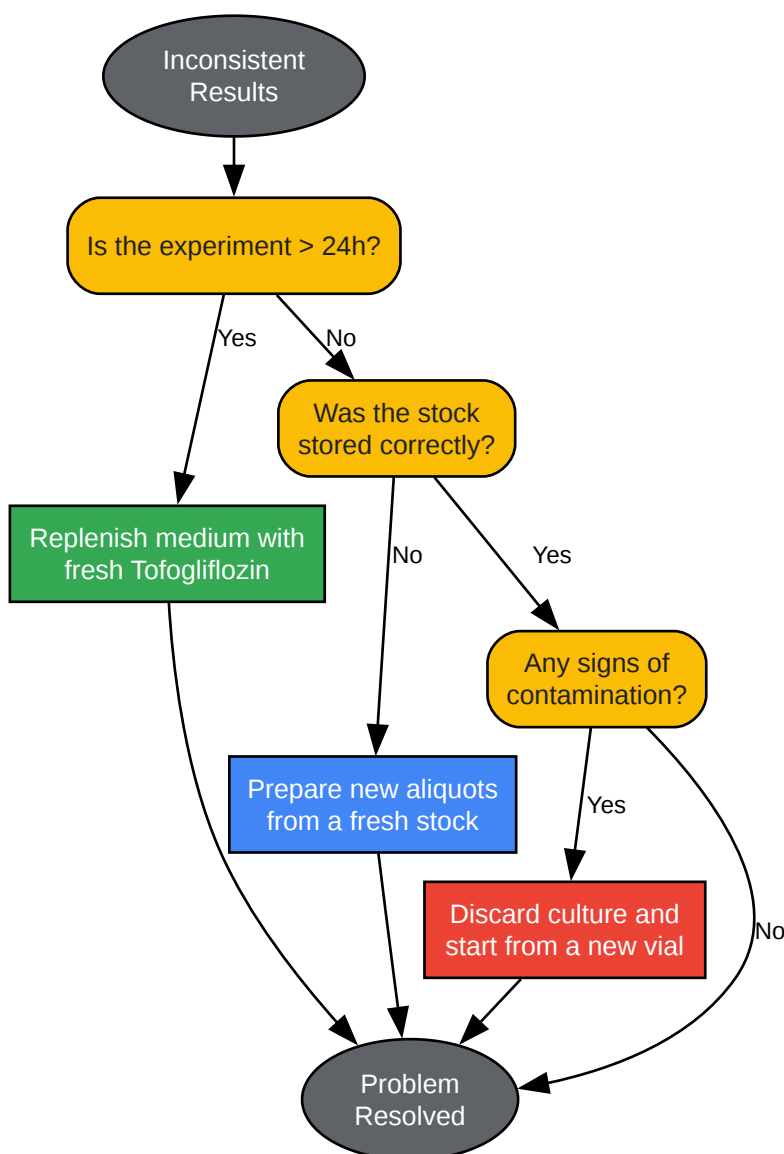 Inconsistent
Results
Is the experiment > 24h?
Yes
No
Was the stock
stored correctly?
Replenish medium with
fresh Tofogliflozin
No
Yes
Any signs of
contamination?
Prepare new aliquots
from a fresh stock
Yes
Discard culture and
start from a new vial
No
Problem
Resolved